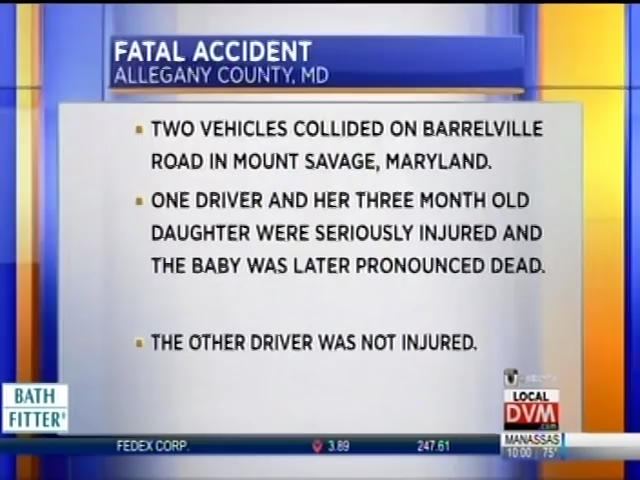 FATAL ACCIDENT
ALLEGANY COUNTY, MD
TWO VEHICLES COLLIDED ON BARRELVILLE
ROAD IN MOUNT SAVAGE, MARYLAND.
ONE DRIVER AND HER THREE MONTH OLD
DAUGHTER WERE SERIOUSLY INJURED AND
THE BABY WAS LATER PRONOUNCED DEAD.
THE OTHER DRIVER WAS NOT INJURED.
BATH
FITTER®
LOCAL
DVM
.com
FEDEX CORP. 3.89 247.61
MANASSAS
10:00 75°